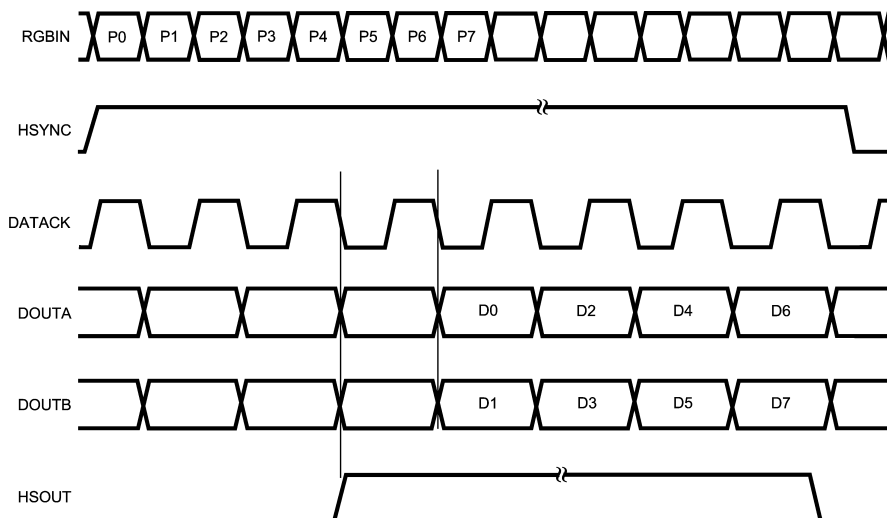 RGBIN P0 P1 P2 P3 P4 P5 P6 P7
HSYNC
DATACK
DOUTA D0 D2 D4 D6
DOUTB D1 D3 D5 D7
HSOUT